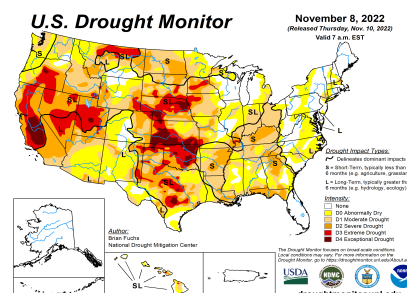 U.S. Drought Monitor
November 8, 2022
(Released Thursday, Nov. 10, 2022)
Valid 7 a.m. EST
S
L
SL
S
S
L
SL
SL
SL
L
S
S
S
L
L
L
SL
SL
Drought Impact Types:
Delineates dominant impacts
S = Short-Term, typically less than
6 months (e.g. agriculture, grasslan
L = Long-Term, typically greater tha
6 months (e.g. hydrology, ecology)
Intensity:
None
D0 Abnormally Dry
D1 Moderate Drought
D2 Severe Drought
D3 Extreme Drought
D4 Exceptional Drought
Author:
Brian Fuchs
National Drought Mitigation Center
The Drought Monitor focuses on broad-scale conditions.
Local conditions may vary. For more information on the
Drought Monitor, go to https://droughtmonitor.unl.edu/About.a
USDA
NDMC